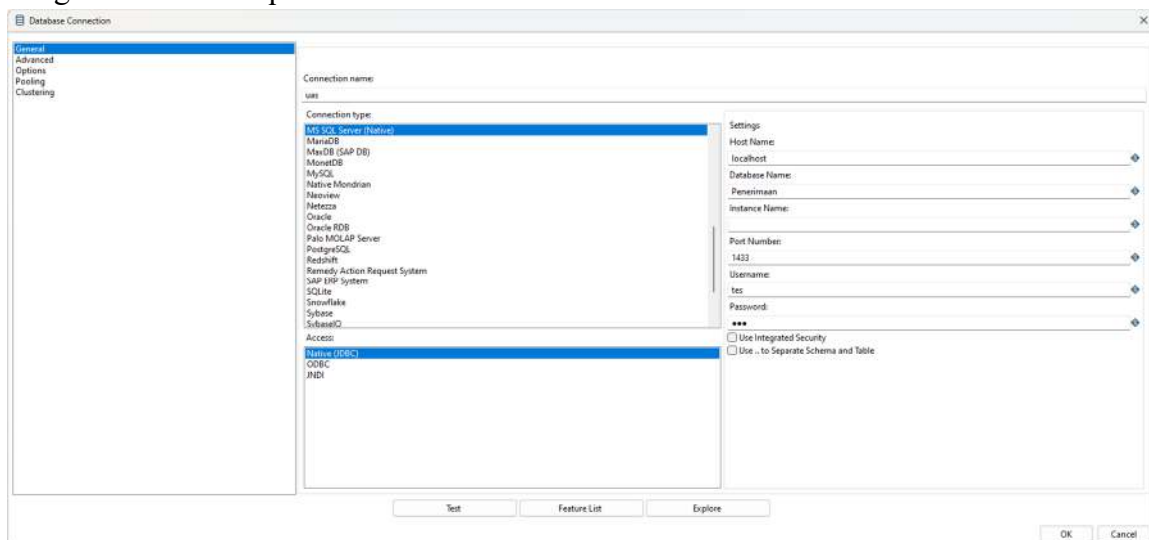 Database Connection
General
Advanced
Options
Pooling
Clustering
Connection name:
uas
Connection type:
MS SQL Server (Native)
MariaDB
MaxDB (SAP DB)
MonetDB
MySQL
Native Mondrian
Neoview
Netezza
Oracle
Oracle RDB
Palo MOLAP Server
PostgreSQL
Redshift
Remedy Action Request System
SAP ERP System
SQLite
Snowflake
Sybase
SybaseIQ
Access:
Native (JDBC)
ODBC
JNDI
Settings
Host Name:
localhost
Database Name:
Penerimaan
Instance Name:
Port Number:
1433
Username:
tes
Password:
●●●
Use Integrated Security
Use .. to Separate Schema and Table
Test
Feature List
Explore
OK
Cancel